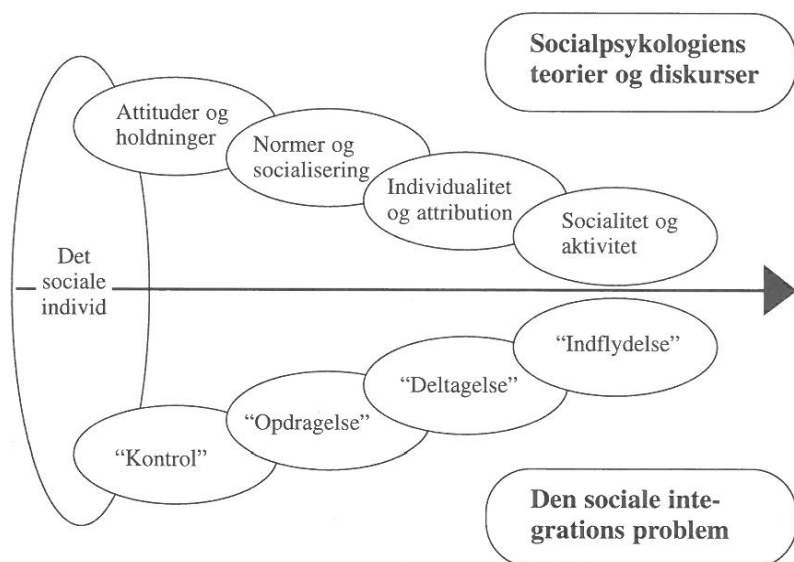 Socialpsykologiens
teorier og diskurser
Attituder og
holdninger
Normer og
socialisering
Individualitet
og attribution
Socialitet og
aktivitet
Det
sociale
individ
“Indflydelse”
“Deltagelse”
“Opdragelse”
“Kontrol”
Den sociale inte-
grations problem